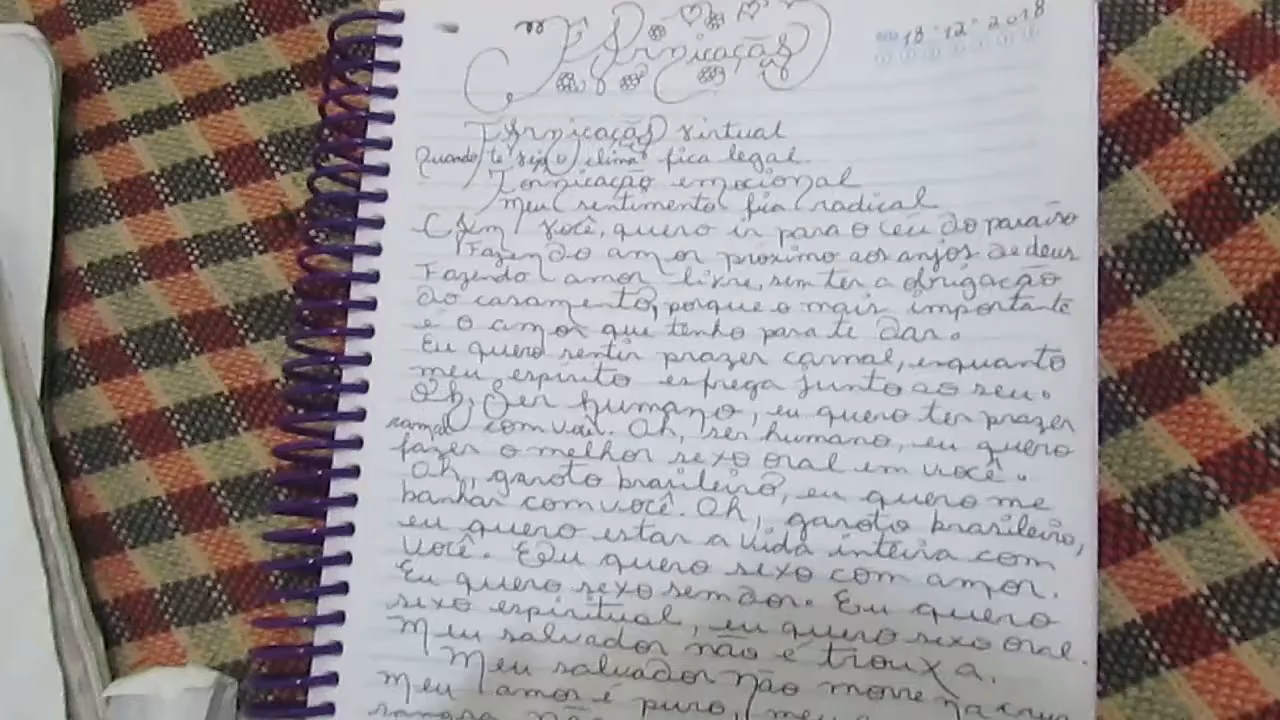 Fornicação
18.12.2018
Fornicação virtual
Quando te vejo o clima fica legal
Fornicação emocional
Meu sentimento fica radical
Com você, quero ir para o céu do paraíso
Fazendo amor proximo aos anjos de deus
Fazendo amor livre, sem ter a obrigação
do casamento, porque o mais importante
é o amor que tenho para te dar.
Eu quero sentir prazer carnal, enquanto
meu espírito esfrega junto ao seu.
Oh, Ser humano, eu quero ter prazer
carnal com você. Oh, ser humano, eu quero
fazer o melhor sexo oral em você.
Oh, garoto brasileiro, eu quero me
banhar com você. Oh, garoto brasileiro,
eu quero estar a vida inteira com
você. Eu quero sexo com amor.
Eu quero sexo sem dor. Eu quero
sexo espiritual, eu quero sexo oral.
Meu salvador não é trouxa.
Meu salvador não morre na cruz
Meu amor é puro, meu
sangra não